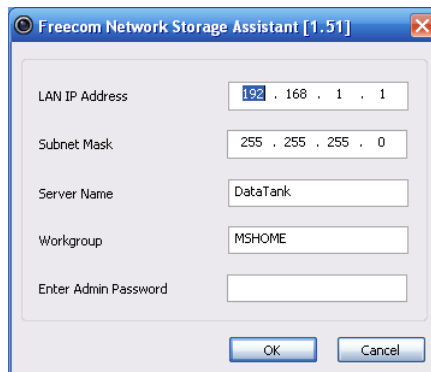 Freecom Network Storage Assistant [1.51]
LAN IP Address 192 . 168 . 1 . 1
Subnet Mask 255 . 255 . 255 . 0
Server Name DataTank
Workgroup MSHOME
Enter Admin Password
OK Cancel